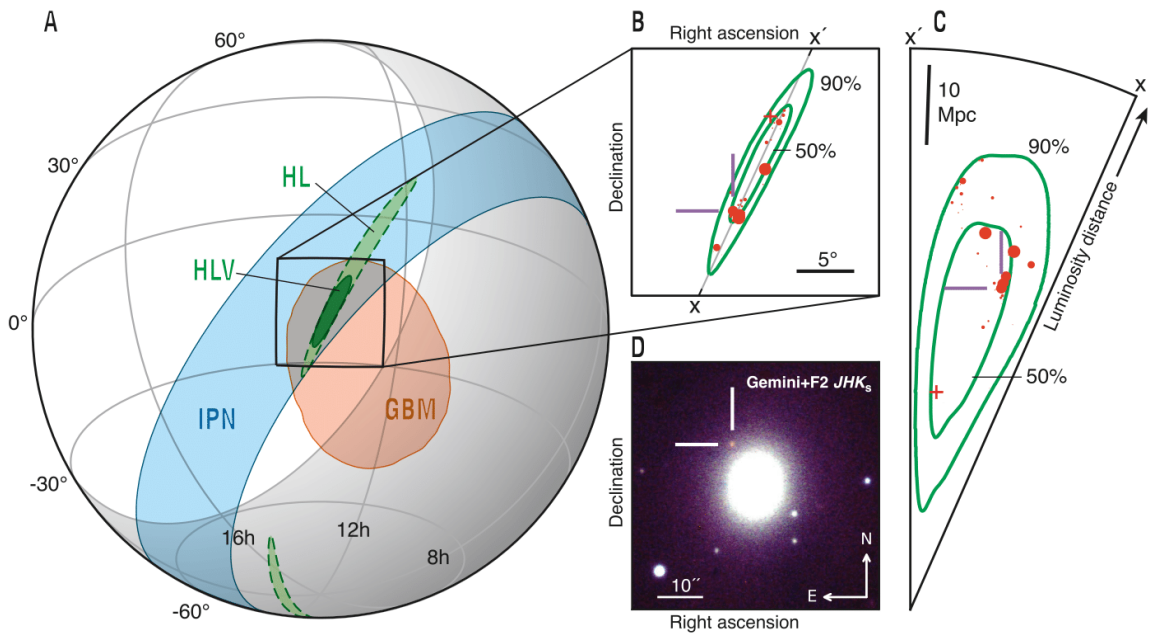 A
60°
30°
0°
-30°
-60°
HL
HLV
IPN
GBM
16h
12h
8h
B
Right ascension
x´
90%
50%
Declination
5°
x
C
x´
x
10
Mpc
90%
50%
Luminosity distance
D
Gemini+F2 JHKs
Declination
10´´
N
E
Right ascension